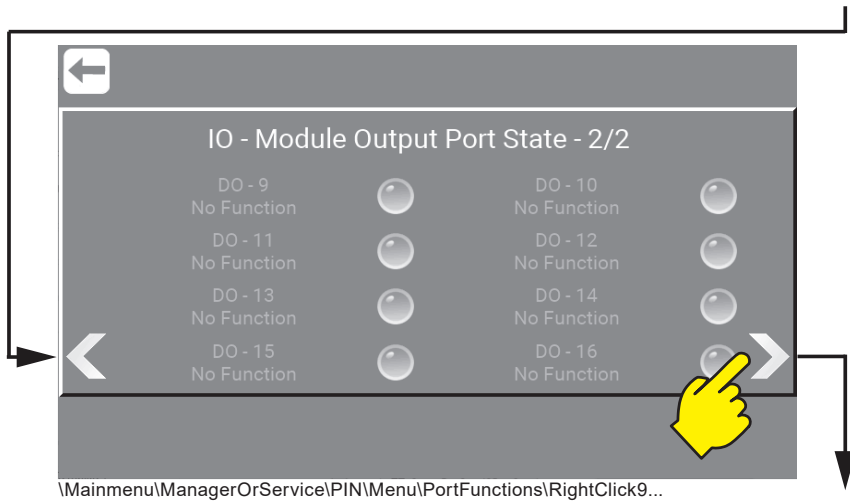 IO - Module Output Port State - 2/2
DO - 9
No Function
DO - 10
No Function
DO - 11
No Function
DO - 12
No Function
DO - 13
No Function
DO - 14
No Function
DO - 15
No Function
DO - 16
No Function
\Mainmenu\ManagerOrService\PIN\Menu\PortFunctions\RightClick9...